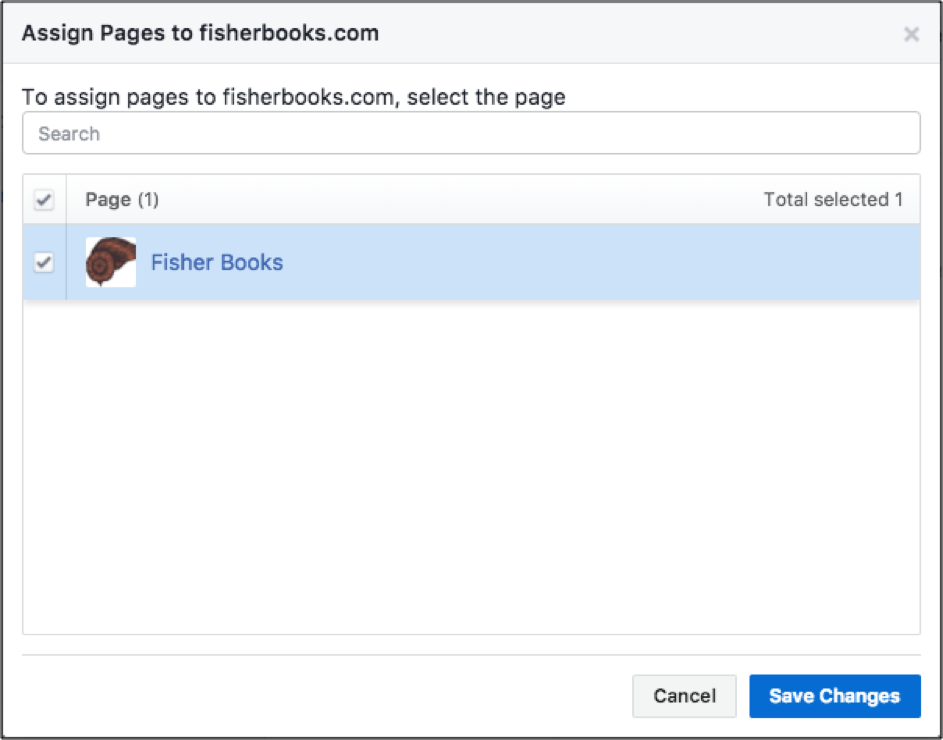 Assign Pages to fisherbooks.com
To assign pages to fisherbooks.com, select the page
Search
Page (1) Total selected 1
Fisher Books
Cancel Save Changes